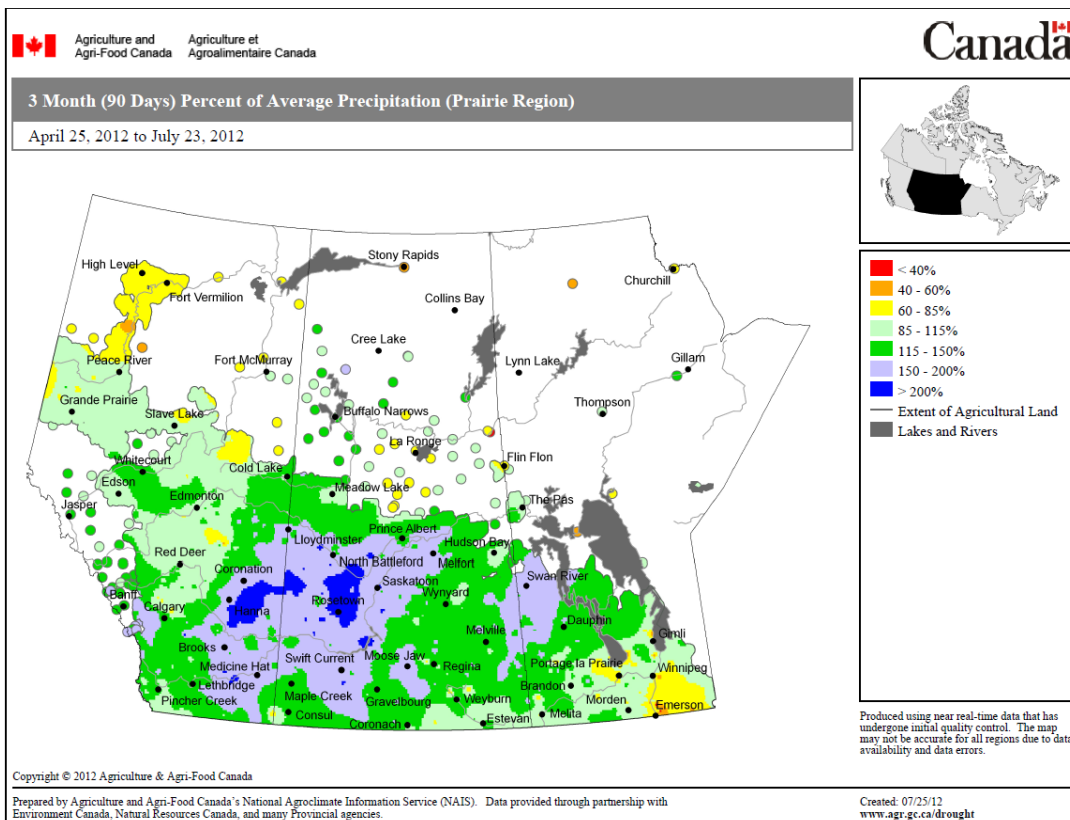 Agriculture and Agriculture et
Agri-Food Canada Agroalimentaire Canada
Canada
3 Month (90 Days) Percent of Average Precipitation (Prairie Region)
April 25, 2012 to July 23, 2012
High Level
Fort Vermilion
Stony Rapids
Churchill
Collins Bay
Cree Lake
Peace River
Fort McMurray
Lynn Lake
Gillam
Grande Prairie
Slave Lake
Buffalo Narrows
Thompson
La Ronge
Flin Flon
Whitecourt
Cold Lake
Edson
Meadow Lake
Edmonton
The Pas
Jasper
Prince Albert
Lloydminster
Hudson Bay
Red Deer
North Battleford
Melfort
Coronation
Saskatoon
Swan River
Banff
Hanna
Rosetown
Wynyard
Calgary
Dauphin
Melville
Gimli
Brooks
Medicine Hat
Swift Current
Moose Jaw
Regina
Portage la Prairie
Winnipeg
Lethbridge
Maple Creek
Brandon
Pincher Creek
Gravelbourg
Weyburn
Morden
Emerson
Consul
Coronach
Estevan
Melita
< 40%
40 - 60%
60 - 85%
85 - 115%
115 - 150%
150 - 200%
> 200%
Extent of Agricultural Land
Lakes and Rivers
Produced using near real-time data that has
undergone initial quality control. The map
may not be accurate for all regions due to data
availability and data errors.
Copyright © 2012 Agriculture & Agri-Food Canada
Prepared by Agriculture and Agri-Food Canada's National Agroclimate Information Service (NAIS). Data provided through partnership with
Environment Canada, Natural Resources Canada, and many Provincial agencies.
Created: 07/25/12
www.agr.gc.ca/drought